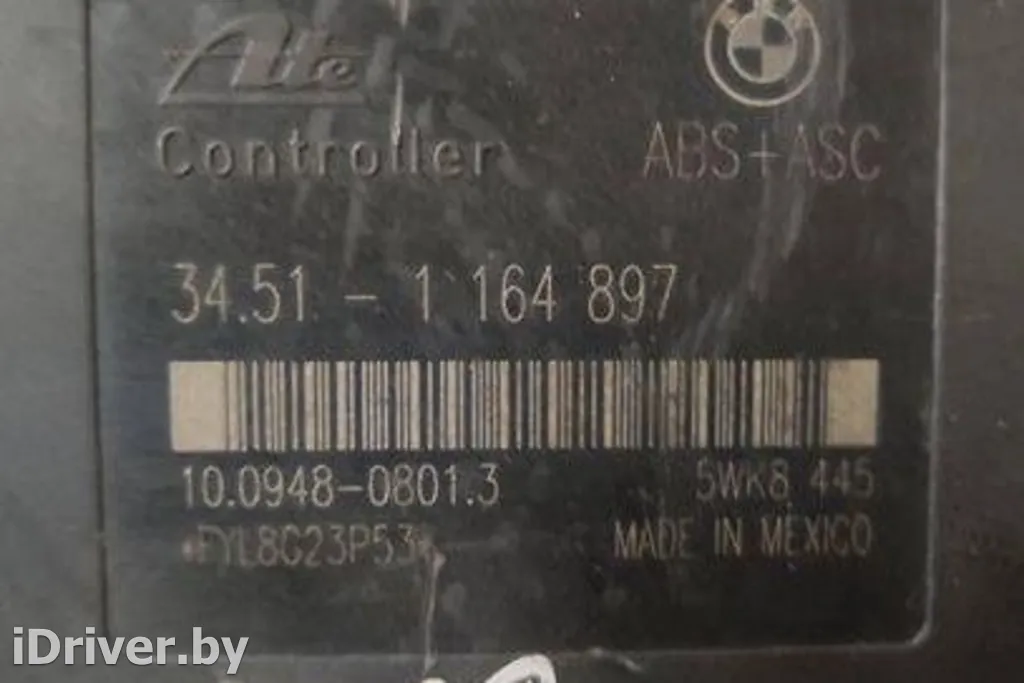 Ate
Controller
ABS+ASC
34.51 - 1 164 897
10.0948-0801.3
5WK8 445
*FYL8G23P53*
MADE IN MEXICO
iDriver.by